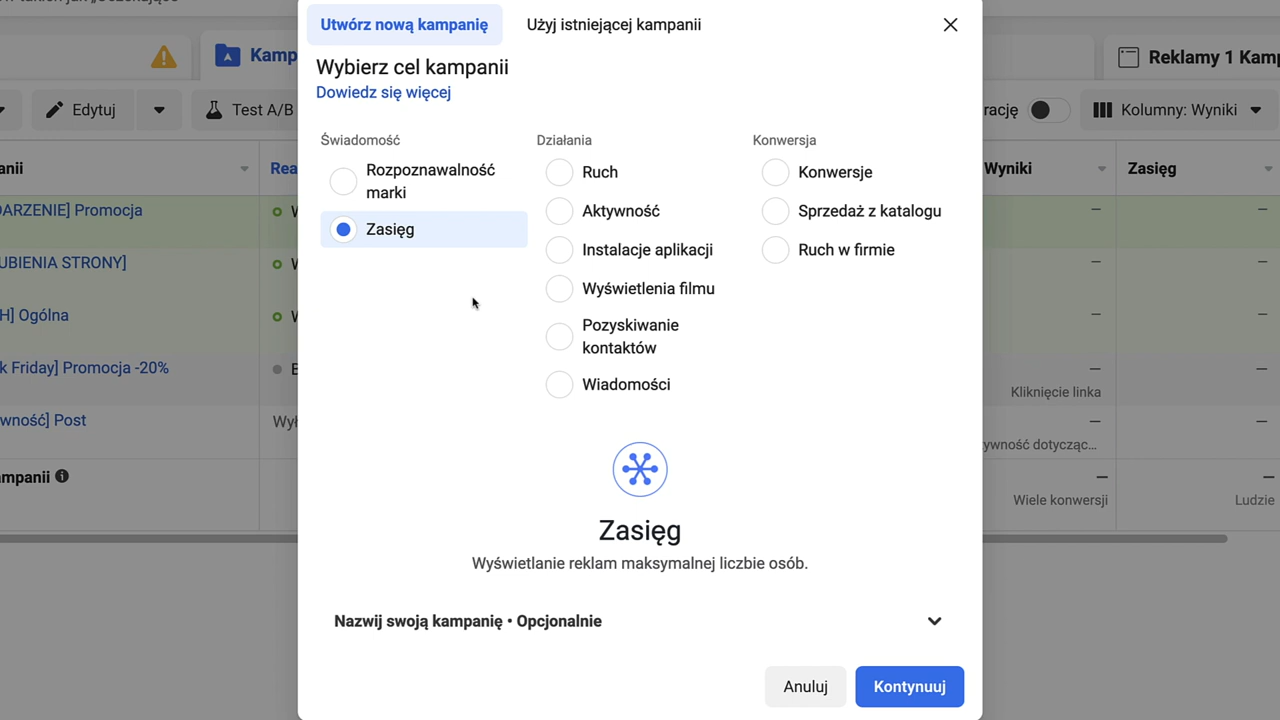 Utwórz nową kampanię
Użyj istniejącej kampanii
Wybierz cel kampanii
Dowiedz się więcej
Świadomość
Rozpoznawalność
marki
Zasięg
Działania
Ruch
Aktywność
Instalacje aplikacji
Wyświetlenia filmu
Pozyskiwanie
kontaktów
Wiadomości
Konwersja
Konwersje
Sprzedaż z katalogu
Ruch w firmie
Zasięg
Wyświetlanie reklam maksymalnej liczbie osób.
Nazwij swoją kampanię • Opcjonalnie
Anuluj
Kontynuuj
Kamp
Reklamy 1 Kamp
Edytuj
Test A/B
rację
Kolumny: Wyniki
anii
Rea
Wyniki
Zasięg
DARZENIE] Promocja
UBIENIA STRONY]
H] Ogólna
k Friday] Promocja -20%
B
Kliknięcie linka
wność] Post
Wył
ywność dotycząc...
ampanii
Wiele konwersji
Ludzie